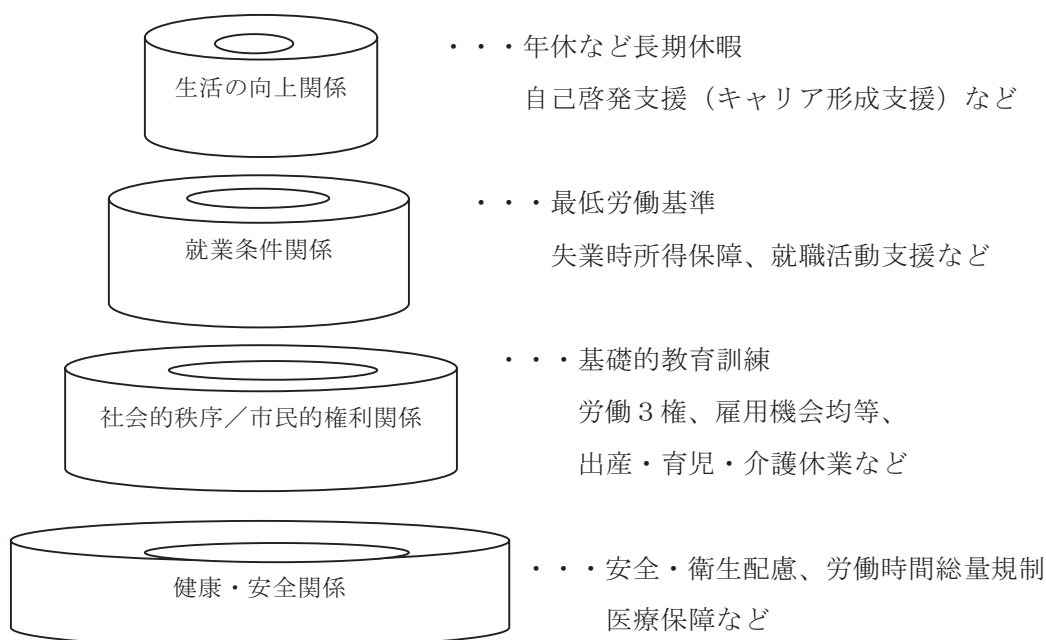 生活の向上関係
・・・年休など長期休暇
自己啓発支援（キャリア形成支援）など
就業条件関係
・・・最低労働基準
失業時所得保障、就職活動支援など
社会的秩序／市民的権利関係
・・・基礎的教育訓練
労働３権、雇用機会均等、
出産・育児・介護休業など
健康・安全関係
・・・安全・衛生配慮、労働時間総量規制
医療保障など